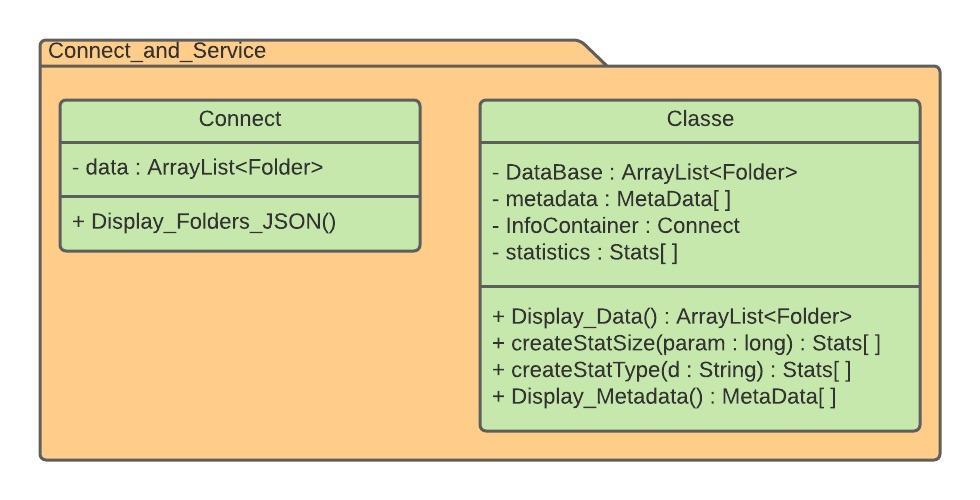 Connect_and_Service
Connect
- data : ArrayList<Folder>
+ Display_Folders_JSON()
Classe
- DataBase : ArrayList<Folder>
- metadata : MetaData[ ]
- InfoContainer : Connect
- statistics : Stats[ ]
+ Display_Data() : ArrayList<Folder>
+ createStatSize(param : long) : Stats[ ]
+ createStatType(d : String) : Stats[ ]
+ Display_Metadata() : MetaData[ ]